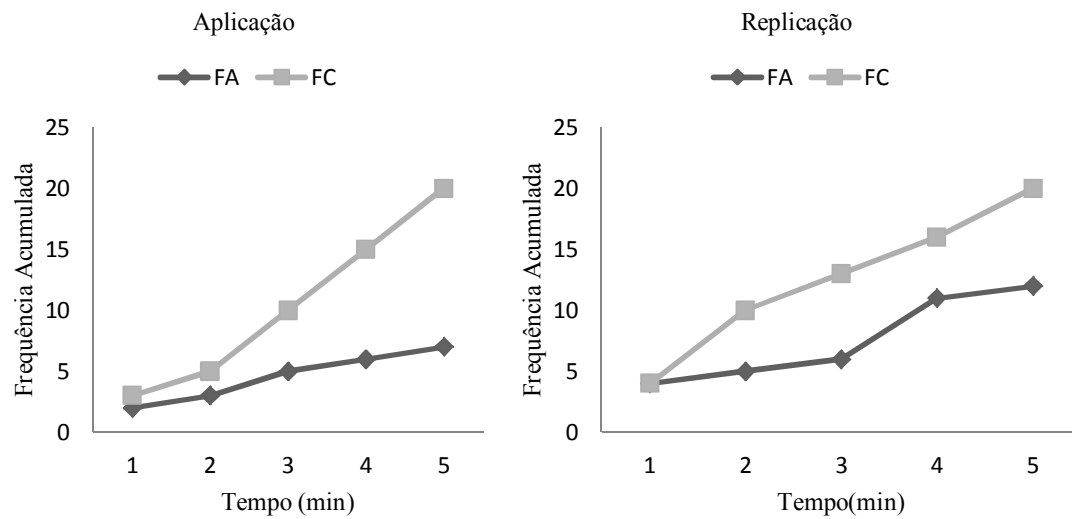 Aplicação
FA FC
25
20
15
10
5
0
Frequência Acumulada
1 2 3 4 5
Tempo (min)
Replicação
FA FC
25
20
15
10
5
0
Frequência Acumulada
1 2 3 4 5
Tempo(min)